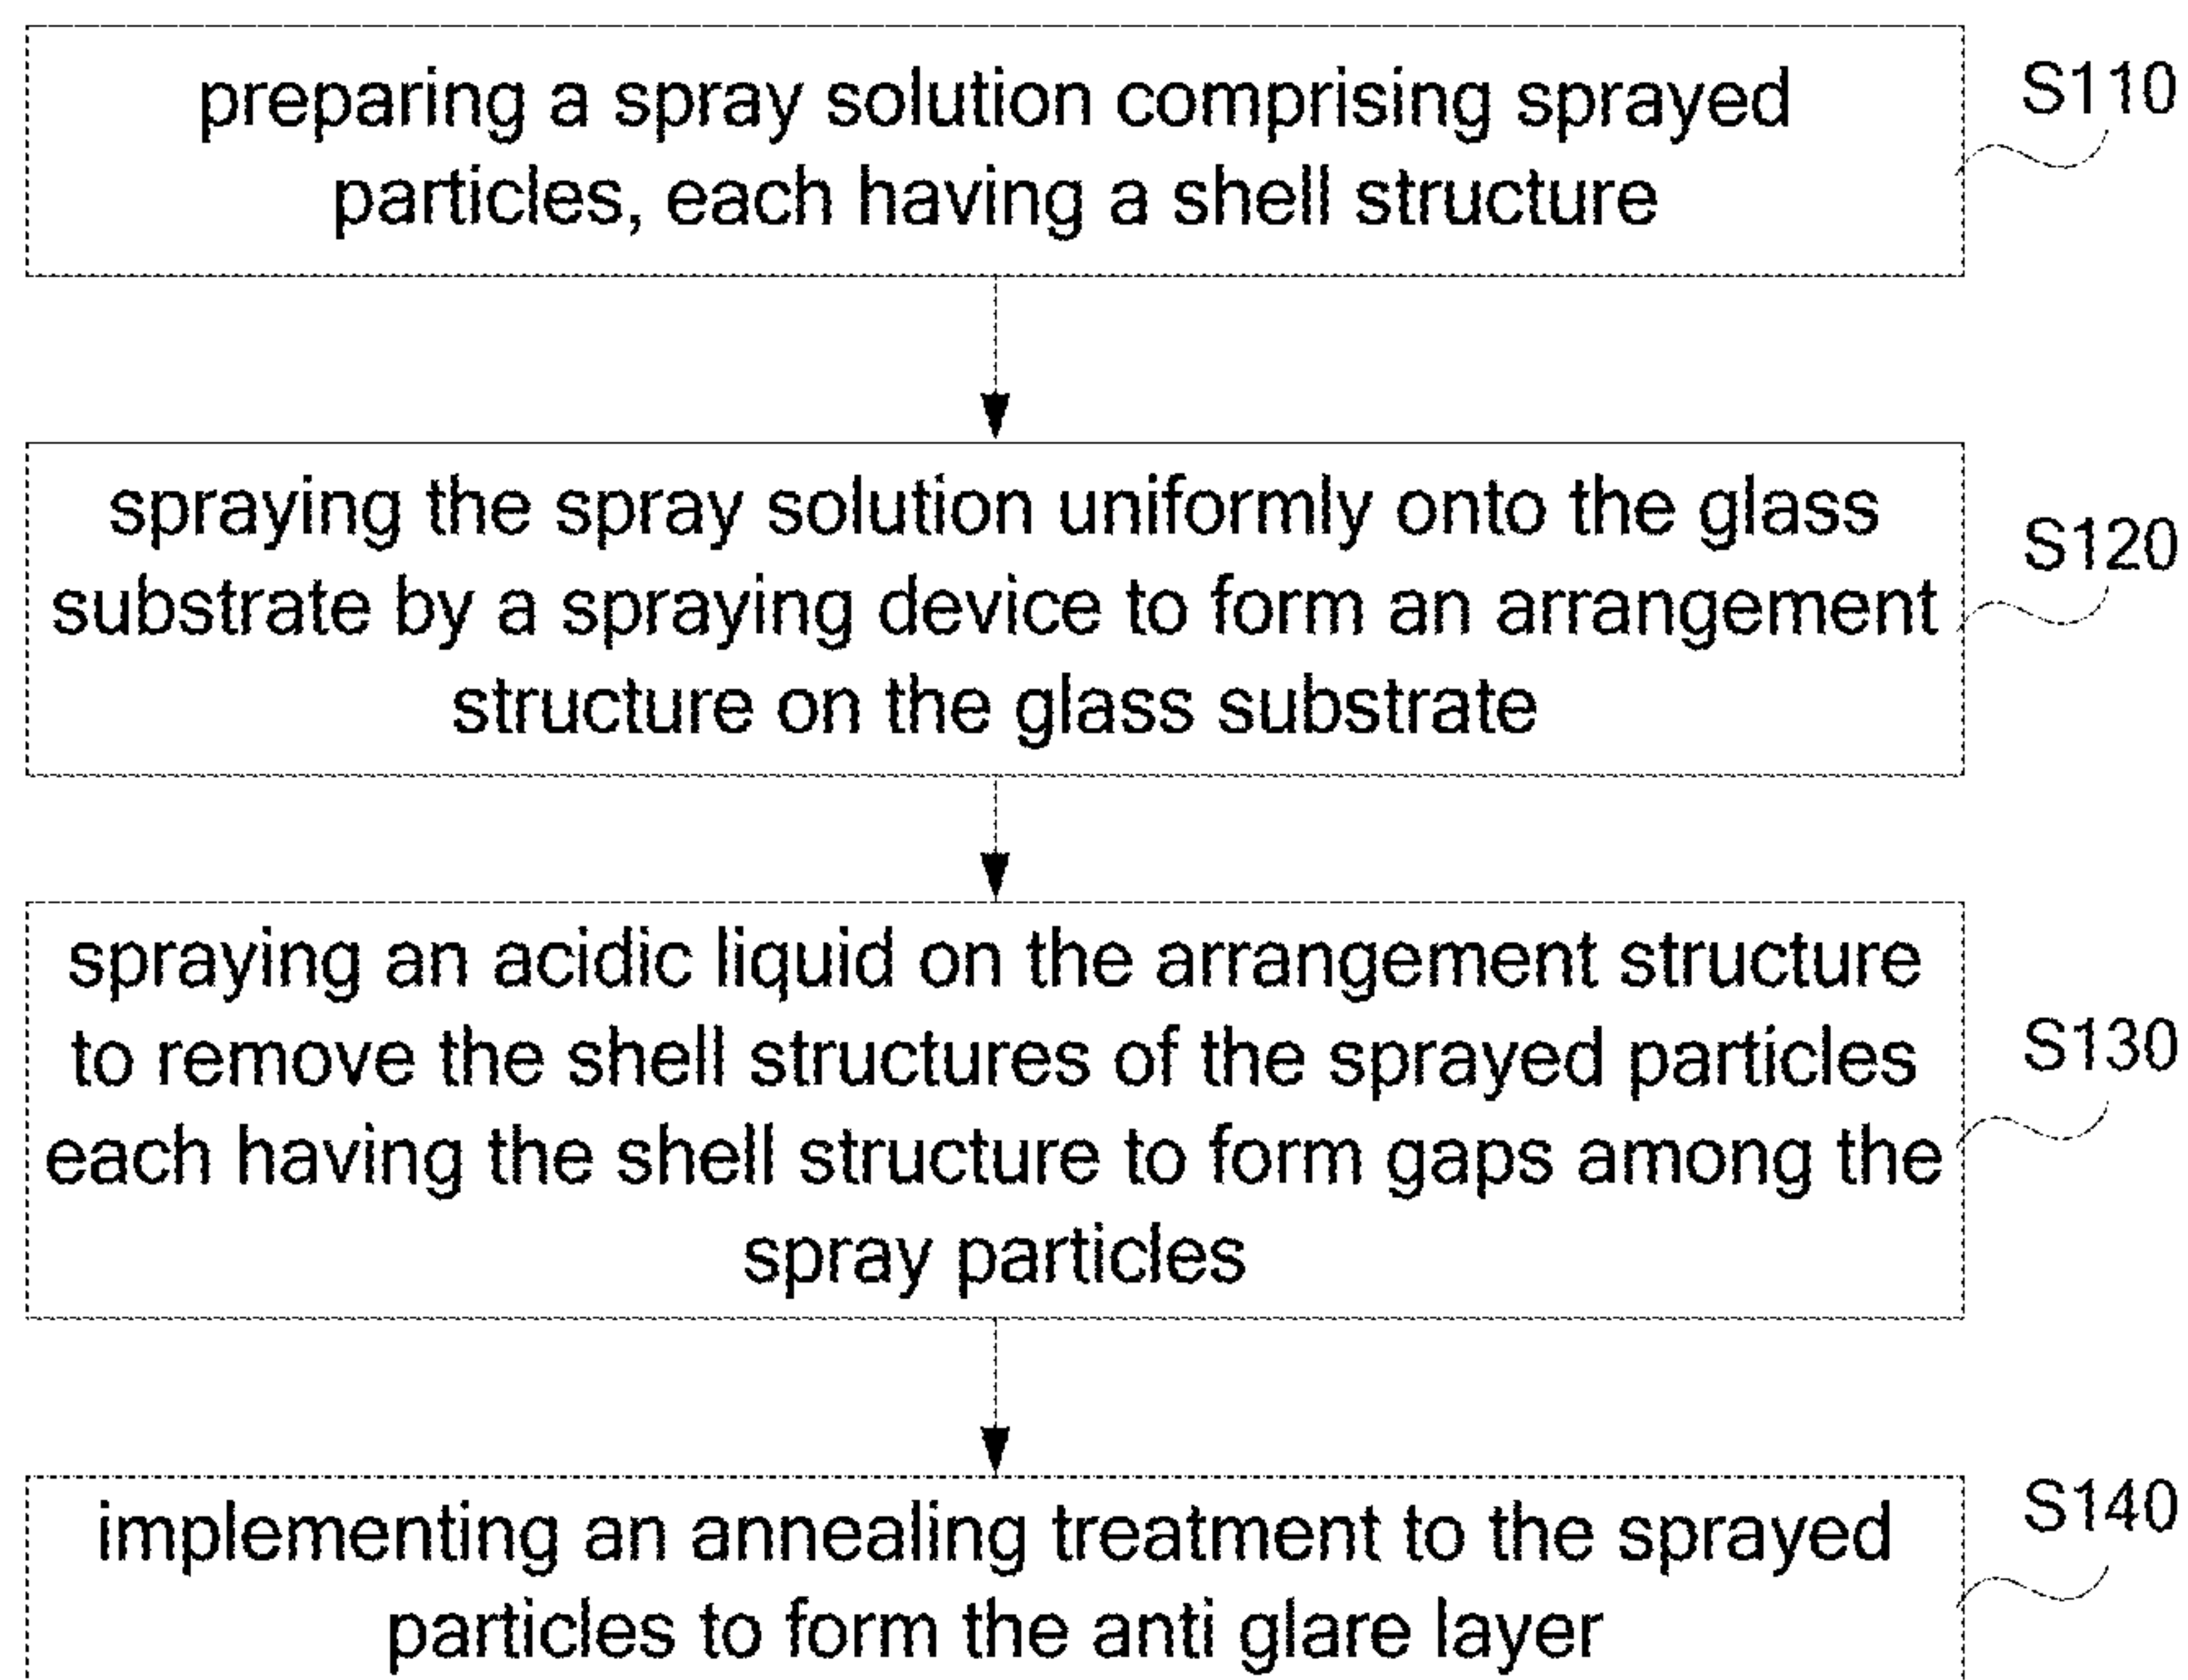 preparing a spray solution comprising sprayed
particles, each having a shell structure
S110
spraying the spray solution uniformly onto the glass
substrate by a spraying device to form an arrangement
structure on the glass substrate
S120
spraying an acidic liquid on the arrangement structure
to remove the shell structures of the sprayed particles
each having the shell structure to form gaps among the
spray particles
S130
implementing an annealing treatment to the sprayed
particles to form the anti glare layer
S140